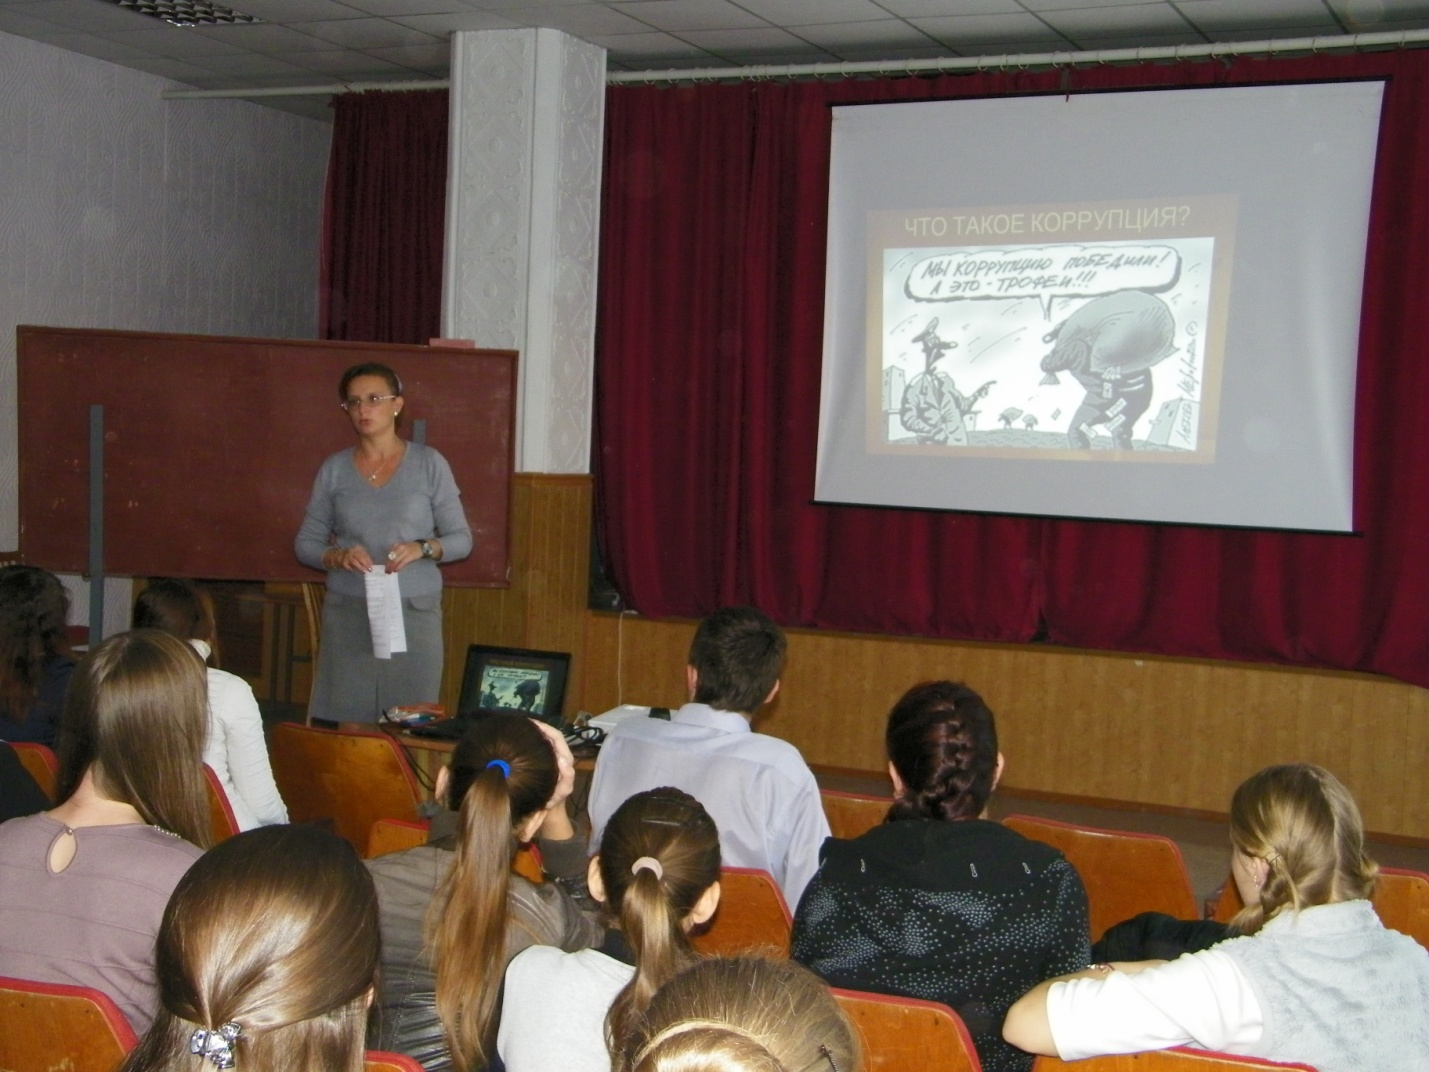 ЧТО ТАКОЕ КОРРУПЦИЯ?
МЫ КОРРУПЦИЮ ПОБЕДИЛИ!
А ЭТО - ТРОФЕИ!!!